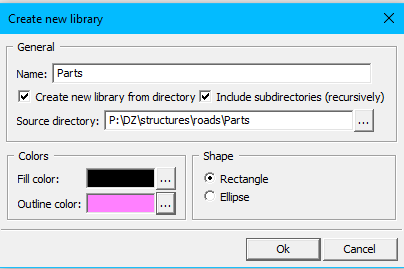 Create new library
General
Name: Parts
Create new library from directory Include subdirectories (recursively)
Source directory: P:\DZ\structures\roads\Parts ...
Colors
Fill color: ...
Outline color: ...
Shape
Rectangle
Ellipse
Ok Cancel